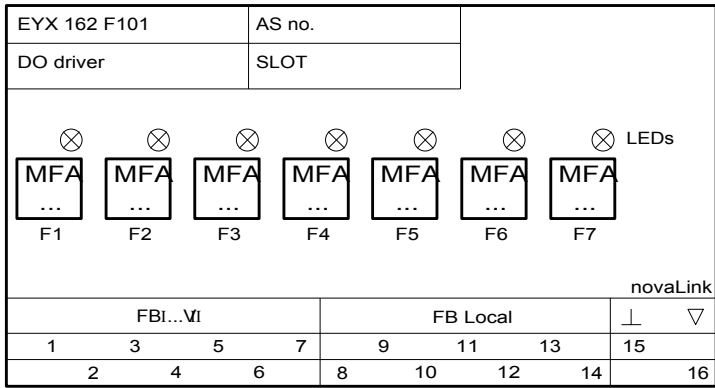 EYX 162 F101 AS no.
DO driver SLOT
LEDs
MFA MFA MFA MFA MFA MFA MFA
... ... ... ... ... ... ...
F1 F2 F3 F4 F5 F6 F7
novaLink
FBI...VI FB Local ⊥ ▽
1 3 5 7 9 11 13 15
2 4 6 8 10 12 14 16